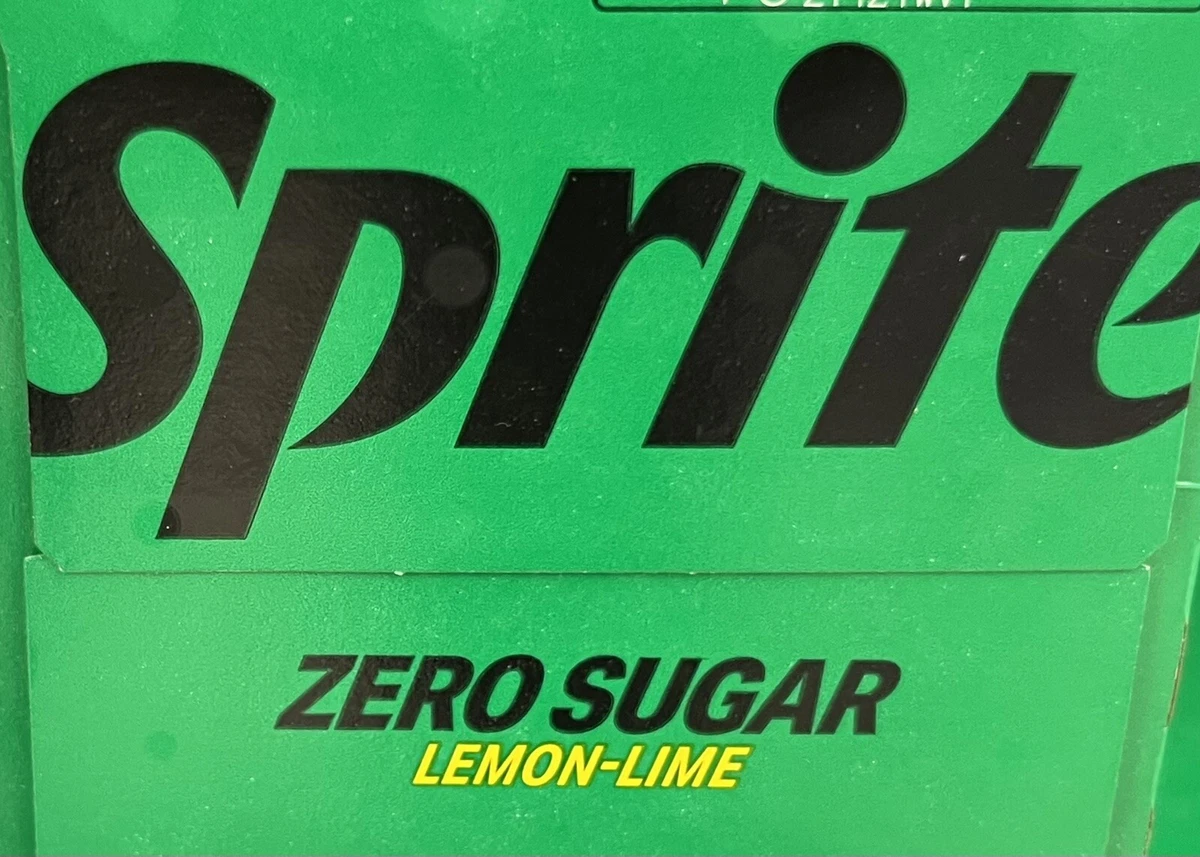 Sprite
ZERO SUGAR
LEMON-LIME